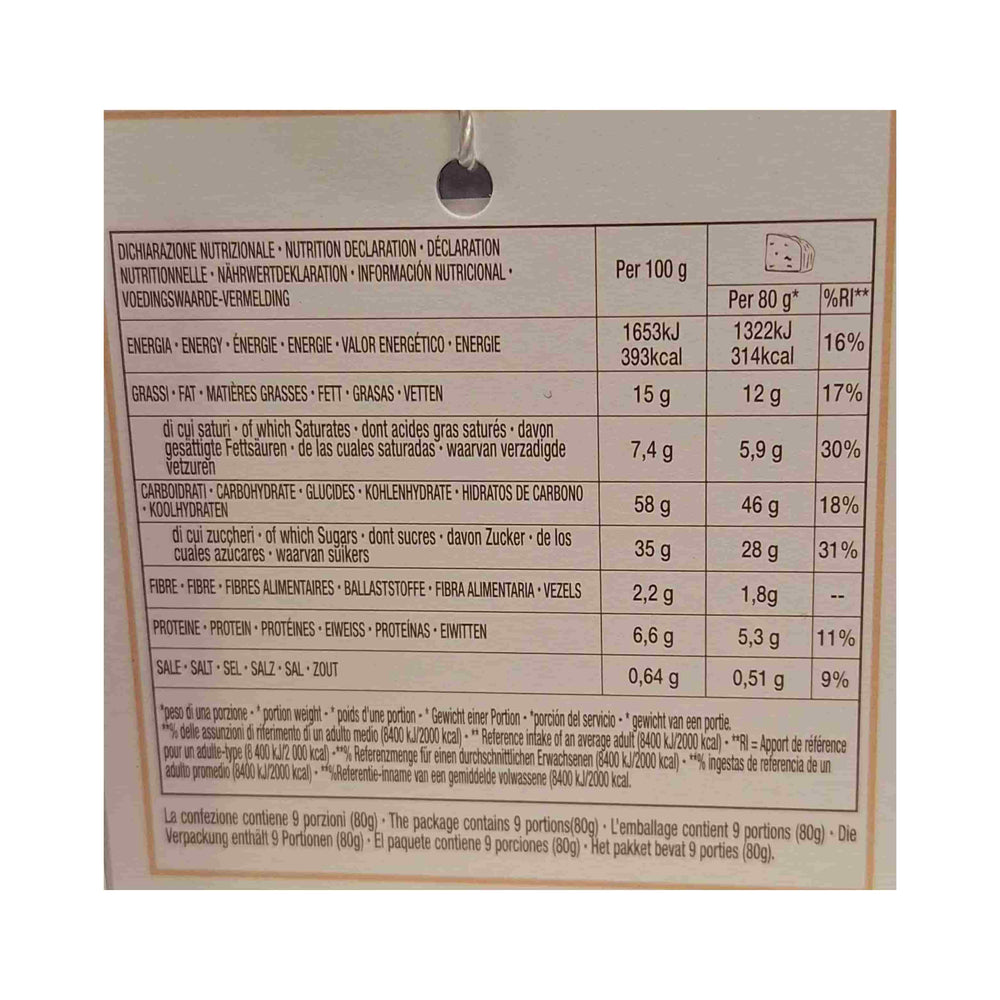 DICHIARAZIONE NUTRIZIONALE • NUTRITION DECLARATION • DÉCLARATION
NUTRITIONNELLE • NÄHRWERTDEKLARATION • INFORMACIÓN NUTRICIONAL •
VOEDINGSWAARDE-VERMELDING
Per 100 g
Per 80 g* %RI**
ENERGIA • ENERGY • ÉNERGIE • ENERGIE • VALOR ENERGÉTICO • ENERGIE
1653kJ 1322kJ 16%
393kcal 314kcal
GRASSI • FAT • MATIÈRES GRASSES • FETT • GRASAS • VETTEN 15 g 12 g 17%
di cui saturi • of which Saturates • dont acides gras saturés • davon
gesättigte Fettsäuren • de las cuales saturadas • waarvan verzadigde
vetzuren
7,4 g 5,9 g 30%
CARBOIDRATI • CARBOHYDRATE • GLUCIDES • KOHLENHYDRATE • HIDRATOS DE CARBONO
• KOOLHYDRATEN
58 g 46 g 18%
di cui zuccheri • of which Sugars • dont sucres • davon Zucker • de los
cuales azúcares • waarvan suikers
35 g 28 g 31%
FIBRE • FIBRE • FIBRES ALIMENTAIRES • BALLASTSTOFFE • FIBRA ALIMENTARIA • VEZELS 2,2 g 1,8g --
PROTEINE • PROTEIN • PROTÉINES • EIWEISS • PROTEÍNAS • EIWITTEN 6,6 g 5,3 g 11%
SALE • SALT • SEL • SALZ • SAL • ZOUT 0,64 g 0,51 g 9%
*peso di una porzione • * portion weight • * poids d'une portion • * Gewicht einer Portion • *porción del servicio • * gewicht van een portie.
**% delle assunzioni di riferimento di un adulto medio (8400 kJ/2000 kcal) • ** Reference intake of an average adult (8400 kJ/2000 kcal) • **RI = Apport de référence
pour un adulte-type (8 400 kJ/2 000 kcal) •**% Referenzmenge für einen durchschnittlichen Erwachsenen (8400 kJ/2000 kcal) • **% ingestas de referencia de un
adulto promedio (8400 kJ/2000 kcal) • **%Referentie-inname van een gemiddelde volwassene (8400 kJ/2000 kcal.
La confezione contiene 9 porzioni (80g) • The package contains 9 portions(80g) • L'emballage contient 9 portions (80g) • Die
Verpackung enthält 9 Portionen (80g) • El paquete contiene 9 porciones (80g) • Het pakket bevat 9 porties (80g).